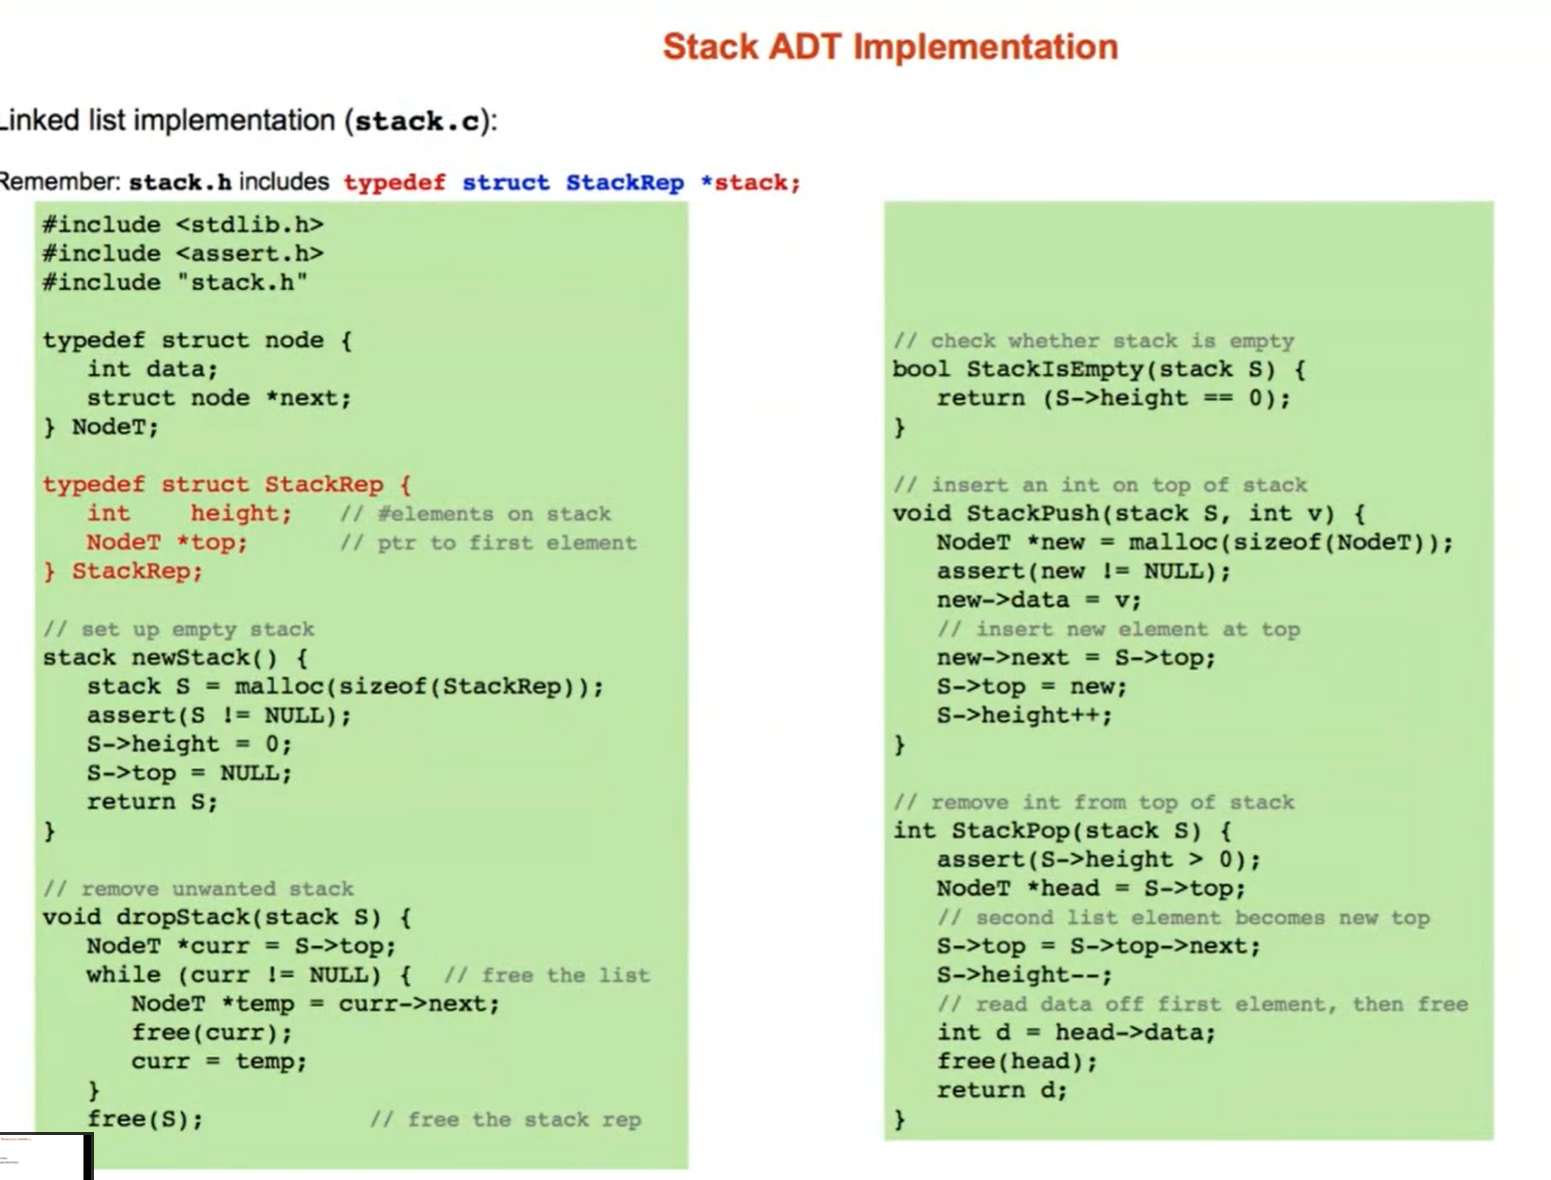 Stack ADT Implementation
Linked list implementation (stack.c):
Remember: stack.h includes typedef struct StackRep *stack;
#include <stdlib.h>
#include <assert.h>
#include "stack.h"
typedef struct node {
int data;
struct node *next;
} NodeT;
typedef struct StackRep {
int height; // #elements on stack
NodeT *top; // ptr to first element
} StackRep;
// set up empty stack
stack newStack() {
stack S = malloc(sizeof(StackRep));
assert(S != NULL);
S->height = 0;
S->top = NULL;
return S;
}
// remove unwanted stack
void dropStack(stack S) {
NodeT *curr = S->top;
while (curr != NULL) { // free the list
NodeT *temp = curr->next;
free(curr);
curr = temp;
}
free(S); // free the stack rep
// check whether stack is empty
bool StackIsEmpty(stack S) {
return (S->height == 0);
}
// insert an int on top of stack
void StackPush(stack S, int v) {
NodeT *new = malloc(sizeof(NodeT));
assert(new != NULL);
new->data = v;
// insert new element at top
new->next = S->top;
S->top = new;
S->height++;
}
// remove int from top of stack
int StackPop(stack S) {
assert(S->height > 0);
NodeT *head = S->top;
// second list element becomes new top
S->top = S->top->next;
S->height--;
// read data off first element, then free
int d = head->data;
free(head);
return d;
}